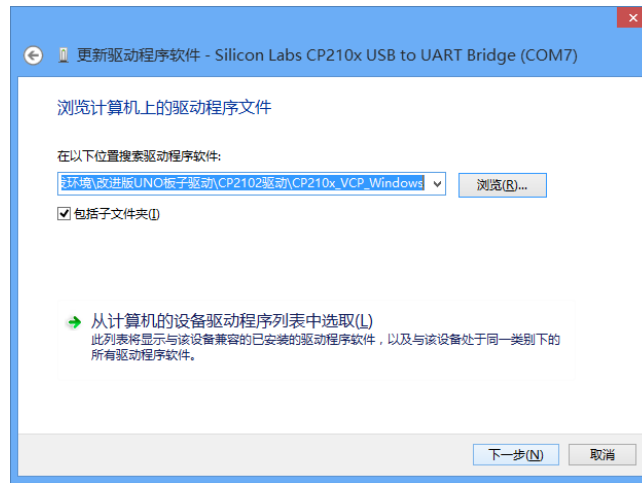 更新驱动程序软件 - Silicon Labs CP210x USB to UART Bridge (COM7)
浏览计算机上的驱动程序文件
在以下位置搜索驱动程序软件:
环境\改进版UNO板子驱动\CP2102驱动\CP210x_VCP_Windows
浏览(R)...
包括子文件夹(I)
从计算机的设备驱动程序列表中选取(L)
此列表将显示与该设备兼容的已安装的驱动程序软件，以及与该设备处于同一类别下的
所有驱动程序软件。
下一步(N)
取消